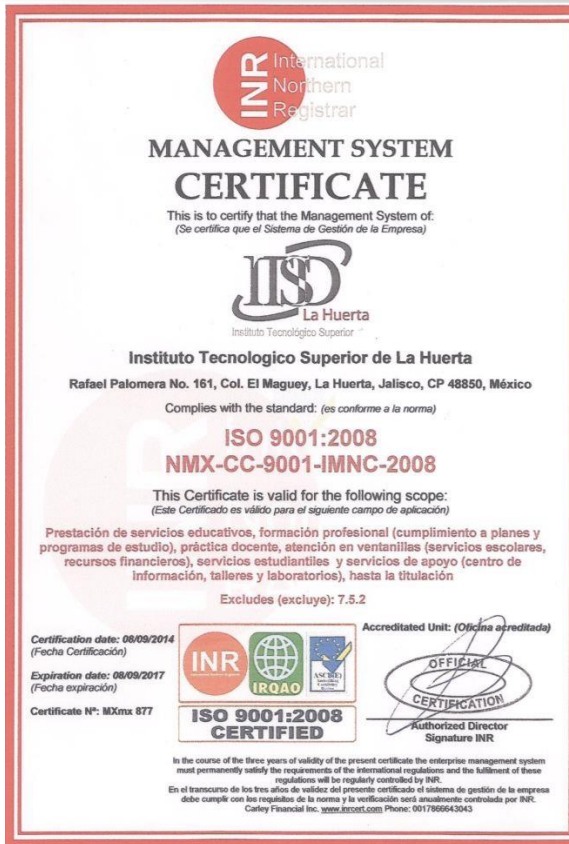 INR International
Northern
Registrar
MANAGEMENT SYSTEM
CERTIFICATE
This is to certify that the Management System of:
(Se certifica que el Sistema de Gestión de la Empresa)
La Huerta
Instituto Tecnológico Superior
Instituto Tecnologico Superior de La Huerta
Rafael Palomera No. 161, Col. El Maguey, La Huerta, Jalisco, CP 48850, México
Complies with the standard: (es conforme a la norma)
ISO 9001:2008
NMX-CC-9001-IMNC-2008
This Certificate is valid for the following scope:
(Este Certificado es válido para el siguiente campo de aplicación)
Prestación de servicios educativos, formación profesional (cumplimiento a planes y
programas de estudio), práctica docente, atención en ventanillas (servicios escolares,
recursos financieros), servicios estudiantiles y servicios de apoyo (centro de
información, talleres y laboratorios), hasta la titulación
Excludes (excluye): 7.5.2
Certification date: 08/09/2014
(Fecha Certificación)
Expiration date: 08/09/2017
(Fecha expiración)
Certificate Nº: MXmx 877
INR
IRQAO
ASCB(E)
ISO 9001:2008
CERTIFIED
Accreditated Unit: (Oficina acreditada)
OFFICIAL
CERTIFICATION
Authorized Director
Signature INR
In the course of the three years of validity of the present certificate the enterprise management system
must permanently satisfy the requirements of the international regulations and the fulfilment of these
regulations will be regularly controlled by INR.
En el transcurso de los tres años de validez del presente certificado el sistema de gestión de la empresa
debe cumplir con los requisitos de la norma y la verificación será anualmente controlada por INR.
Carley Financial Inc. www.inrcert.com Phone: 0017866643043